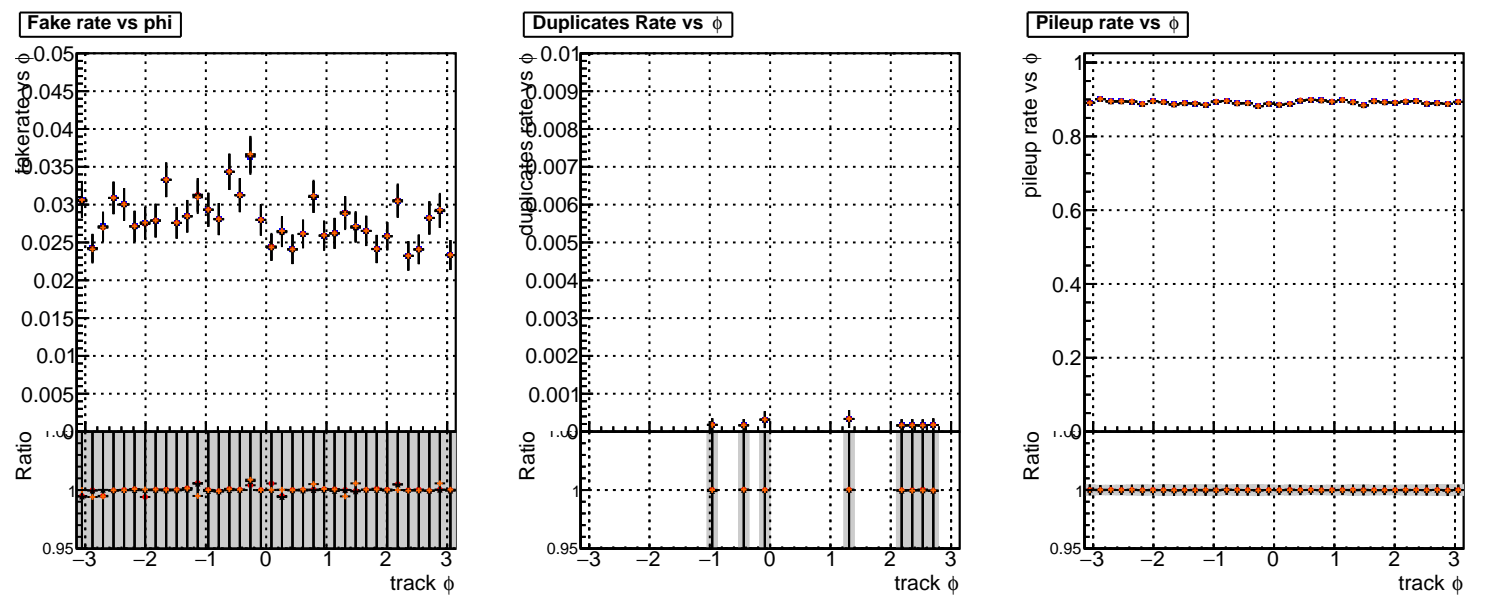 Fake rate vs phi
fakerate vs ϕ
0.05
0.045
0.04
0.035
0.03
0.025
0.02
0.015
0.01
0.005
0
Ratio
1
0.95
−3 −2 −1 0 1 2 3
track ϕ
Duplicates Rate vs ϕ
duplicates rate vs ϕ
0.01
0.009
0.008
0.007
0.006
0.005
0.004
0.003
0.002
0.001
0
Ratio
1
0.95
−3 −2 −1 0 1 2 3
track ϕ
Pileup rate vs ϕ
pileup rate vs ϕ
1
0.8
0.6
0.4
0.2
0
Ratio
1
0.95
−3 −2 −1 0 1 2 3
track ϕ